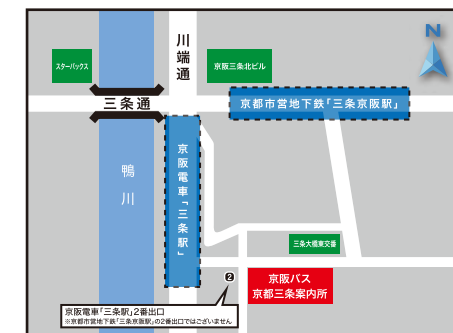 川端通
N
スターバックス
京阪三条北ビル
三条通
京都市営地下鉄「三条京阪駅」
京阪電車「三条駅」
鴨川
三条大橋東交番
2
京阪バス
京都三条案内所
京阪電車「三条駅」2番出口
※京都市営地下鉄「三条京阪駅」の2番出口ではございません